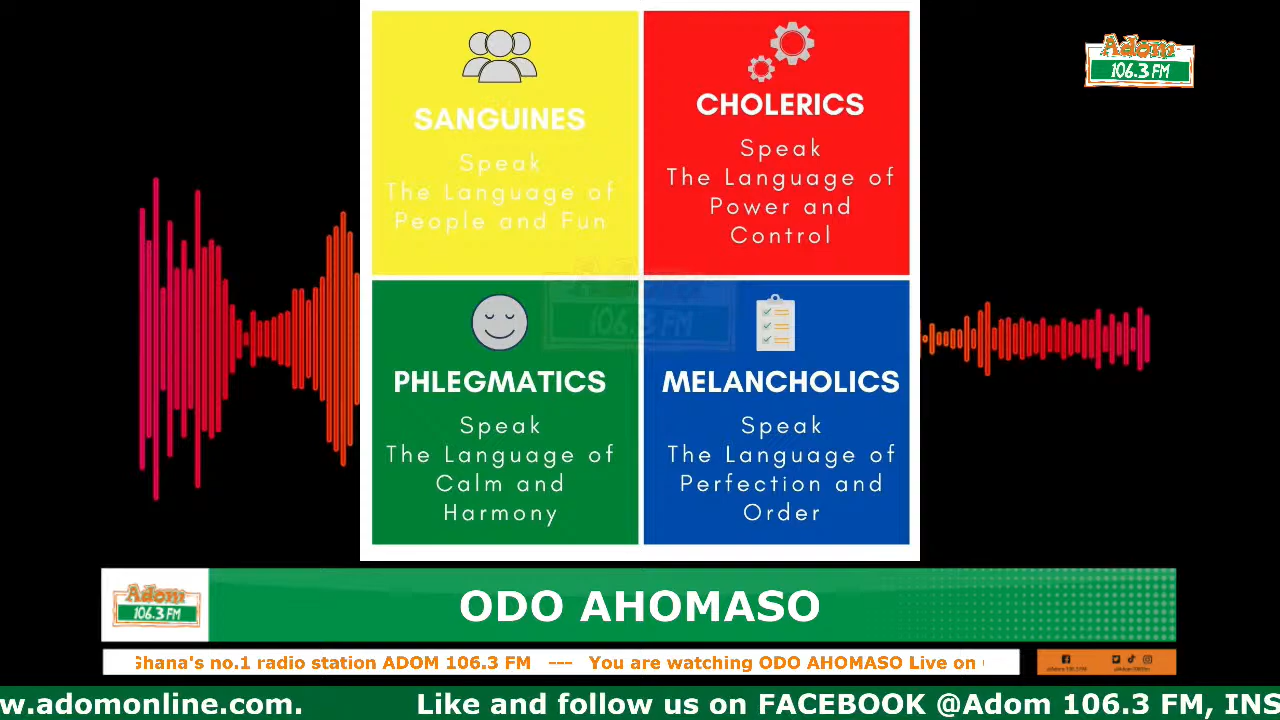 SANGUINES
Speak
The Language of
People and Fun
CHOLERICS
Speak
The Language of
Power and
Control
Adom
106.3 FM
PHLEGMATICS
Speak
The Language of
Calm and
Harmony
MELANCHOLICS
Speak
The Language of
Perfection and
Order
106.3 FM
Adom
106.3 FM
ODO AHOMASO
Ghana's no.1 radio station ADOM 106.3 FM --- You are watching ODO AHOMASO Live on
w.adomonline.com. Like and follow us on FACEBOOK @Adom 106.3 FM, INS